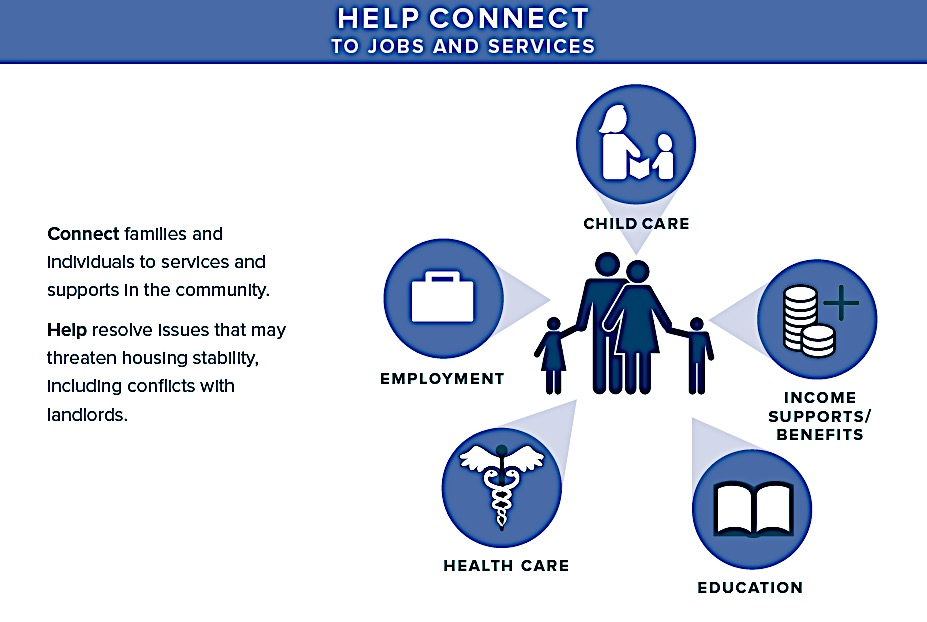 HELP CONNECT
TO JOBS AND SERVICES
Connect families and
individuals to services and
supports in the community.
Help resolve issues that may
threaten housing stability,
including conflicts with
landlords.
CHILD CARE
EMPLOYMENT
INCOME
SUPPORTS/
BENEFITS
HEALTH CARE
EDUCATION